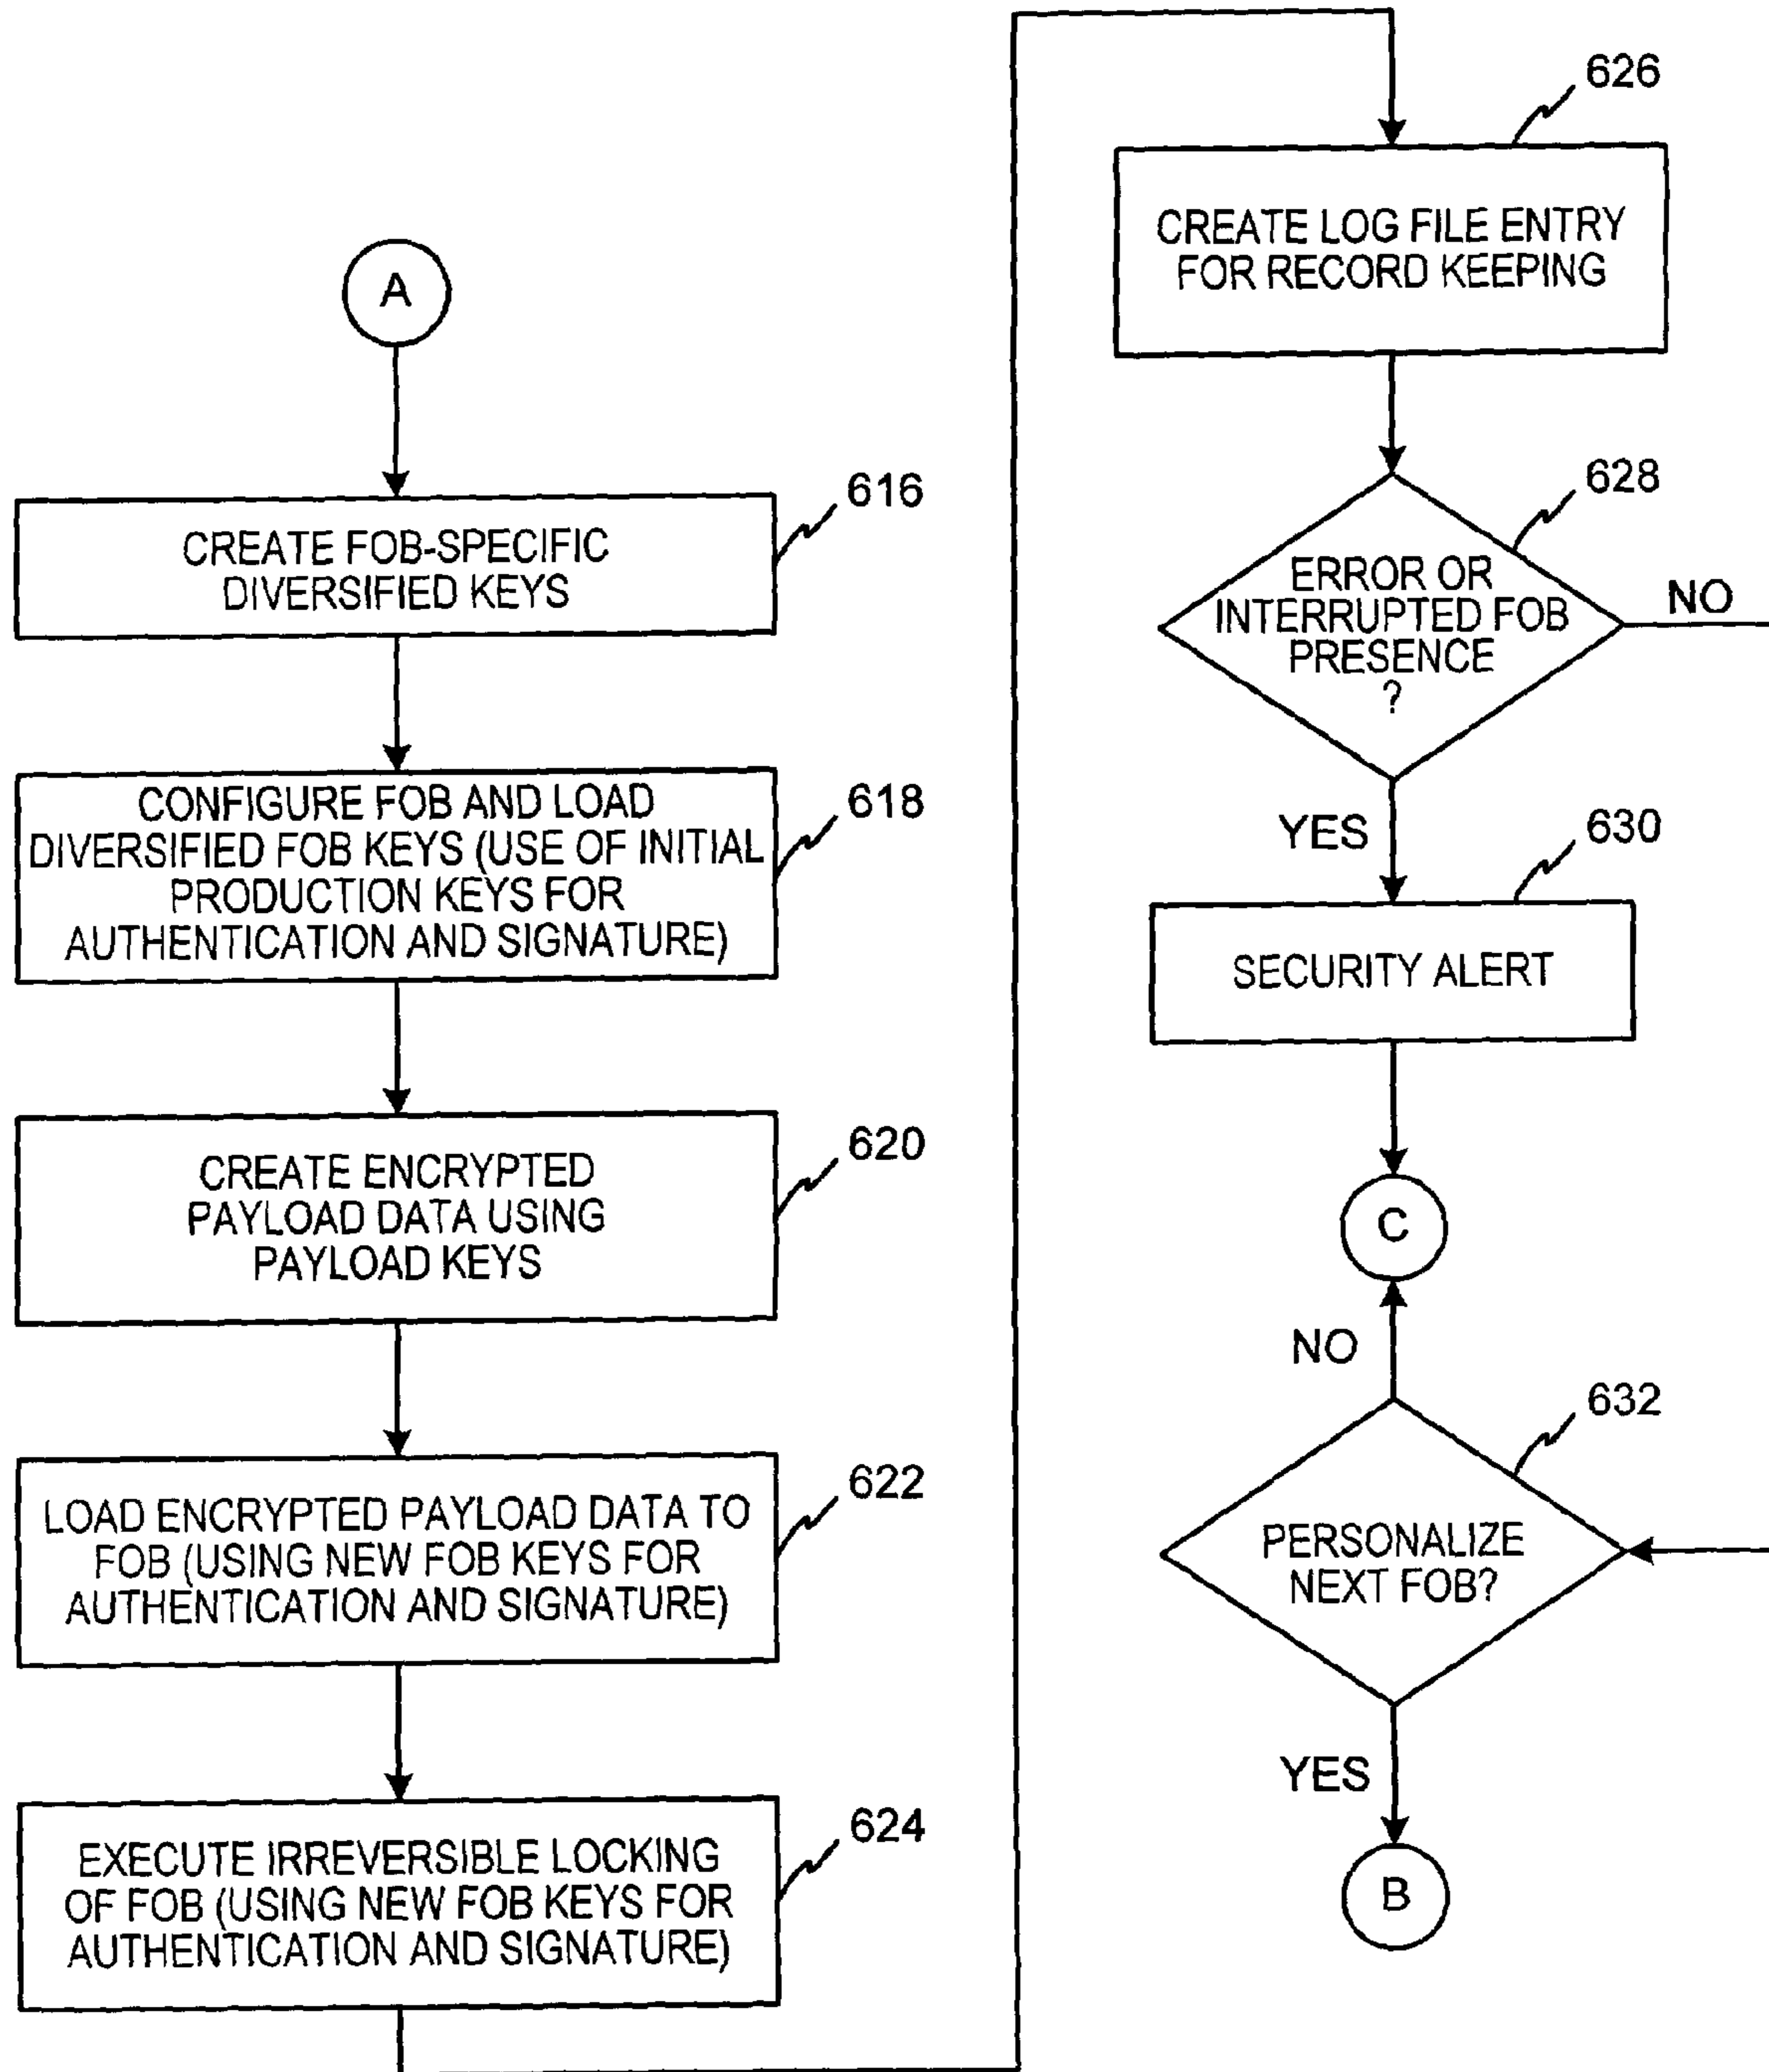 A
616
CREATE FOB-SPECIFIC
DIVERSIFIED KEYS
618
CONFIGURE FOB AND LOAD
DIVERSIFIED FOB KEYS (USE OF INITIAL
PRODUCTION KEYS FOR
AUTHENTICATION AND SIGNATURE)
620
CREATE ENCRYPTED
PAYLOAD DATA USING
PAYLOAD KEYS
622
LOAD ENCRYPTED PAYLOAD DATA TO
FOB (USING NEW FOB KEYS FOR
AUTHENTICATION AND SIGNATURE)
624
EXECUTE IRREVERSIBLE LOCKING
OF FOB (USING NEW FOB KEYS FOR
AUTHENTICATION AND SIGNATURE)
626
CREATE LOG FILE ENTRY
FOR RECORD KEEPING
628
ERROR OR
INTERRUPTED FOB
PRESENCE
?
NO
YES
630
SECURITY ALERT
C
NO
632
PERSONALIZE
NEXT FOB?
YES
B